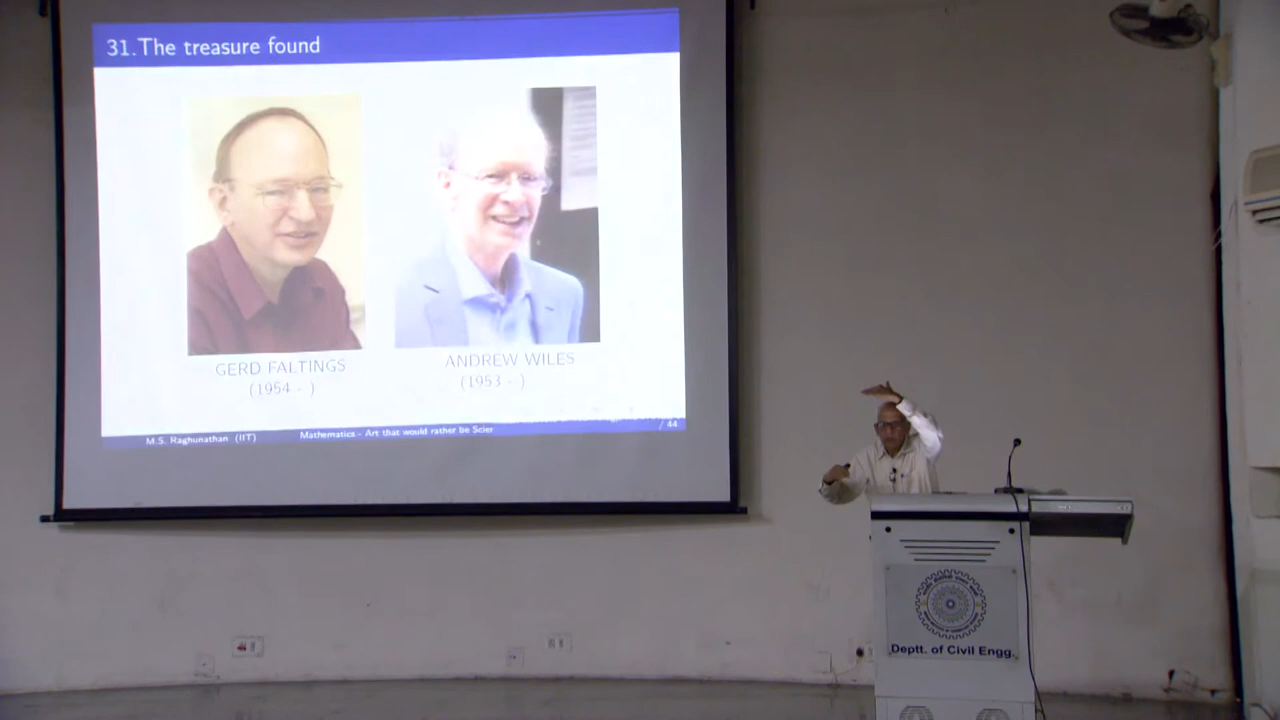 31.The treasure found
GERD FALTINGS
(1954 - )
ANDREW WILES
(1953 - )
M.S. Raghunathan (IIT)
Mathematics - Art that would rather be Scier
/ 44
Deptt. of Civil Engg.